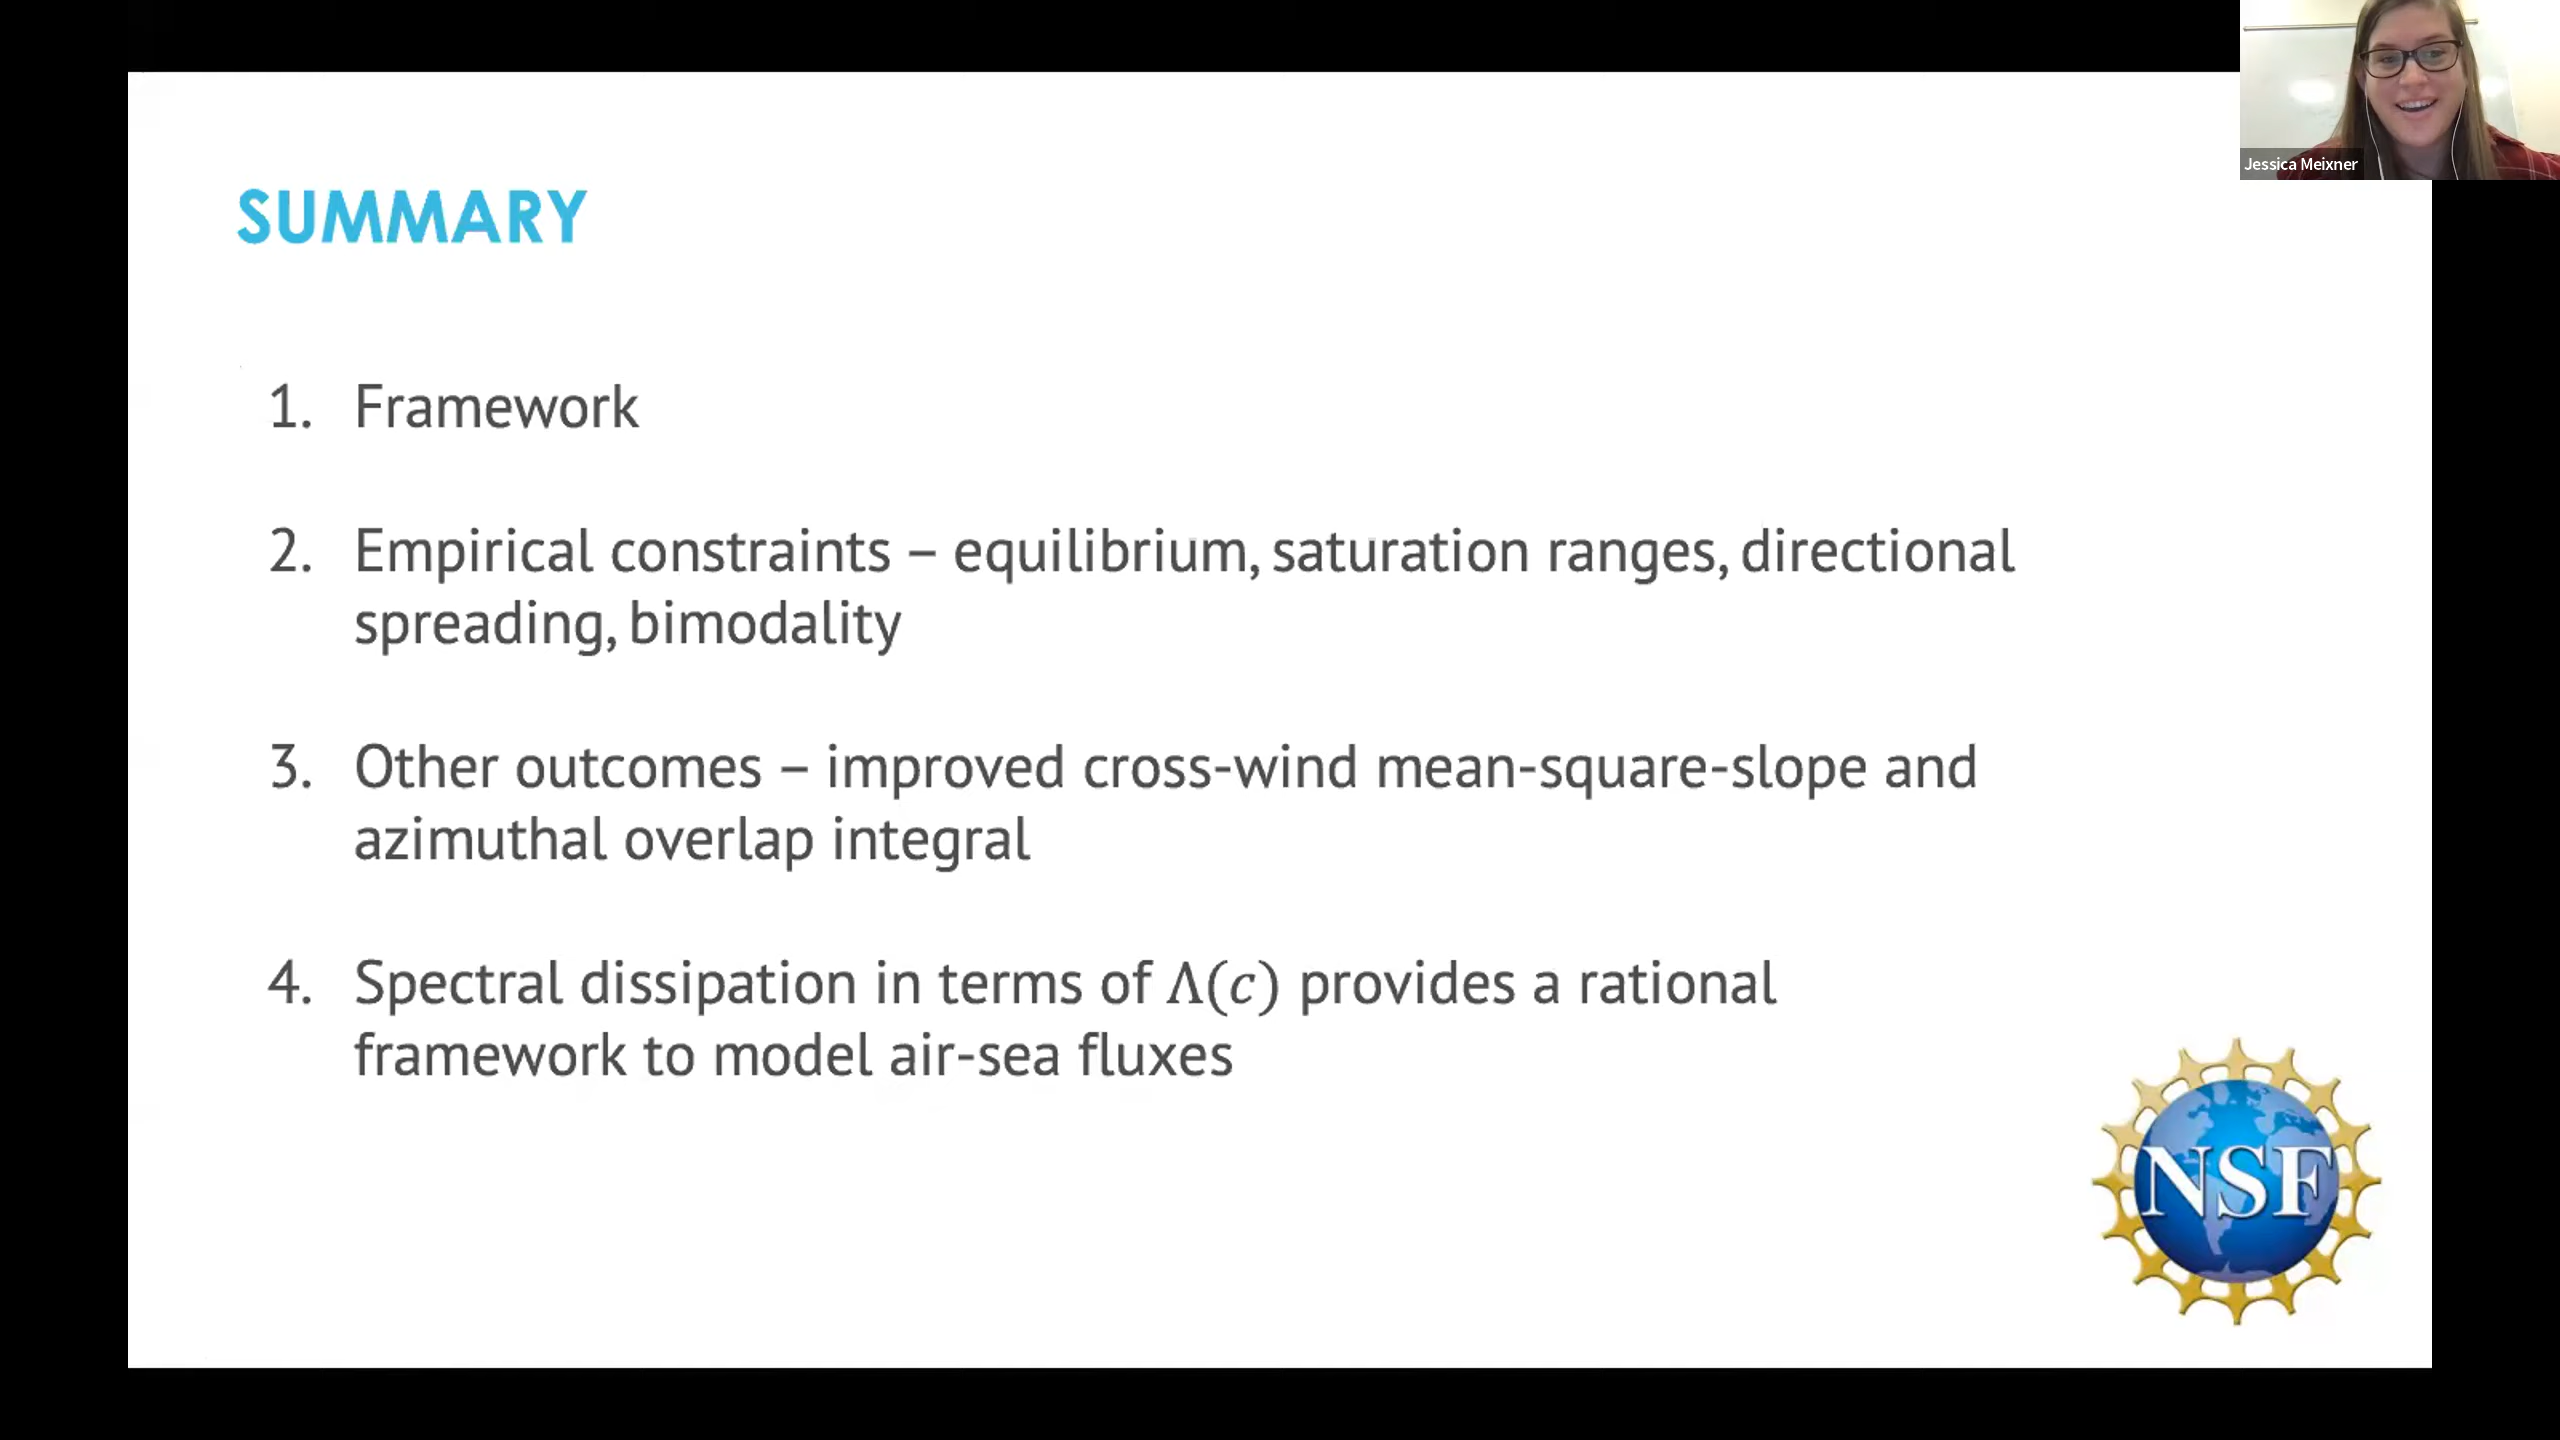 Jessica Meixner
SUMMARY
1. Framework
2. Empirical constraints – equilibrium, saturation ranges, directional
spreading, bimodality
3. Other outcomes – improved cross-wind mean-square-slope and
azimuthal overlap integral
4. Spectral dissipation in terms of Λ(c) provides a rational
framework to model air-sea fluxes
NSF